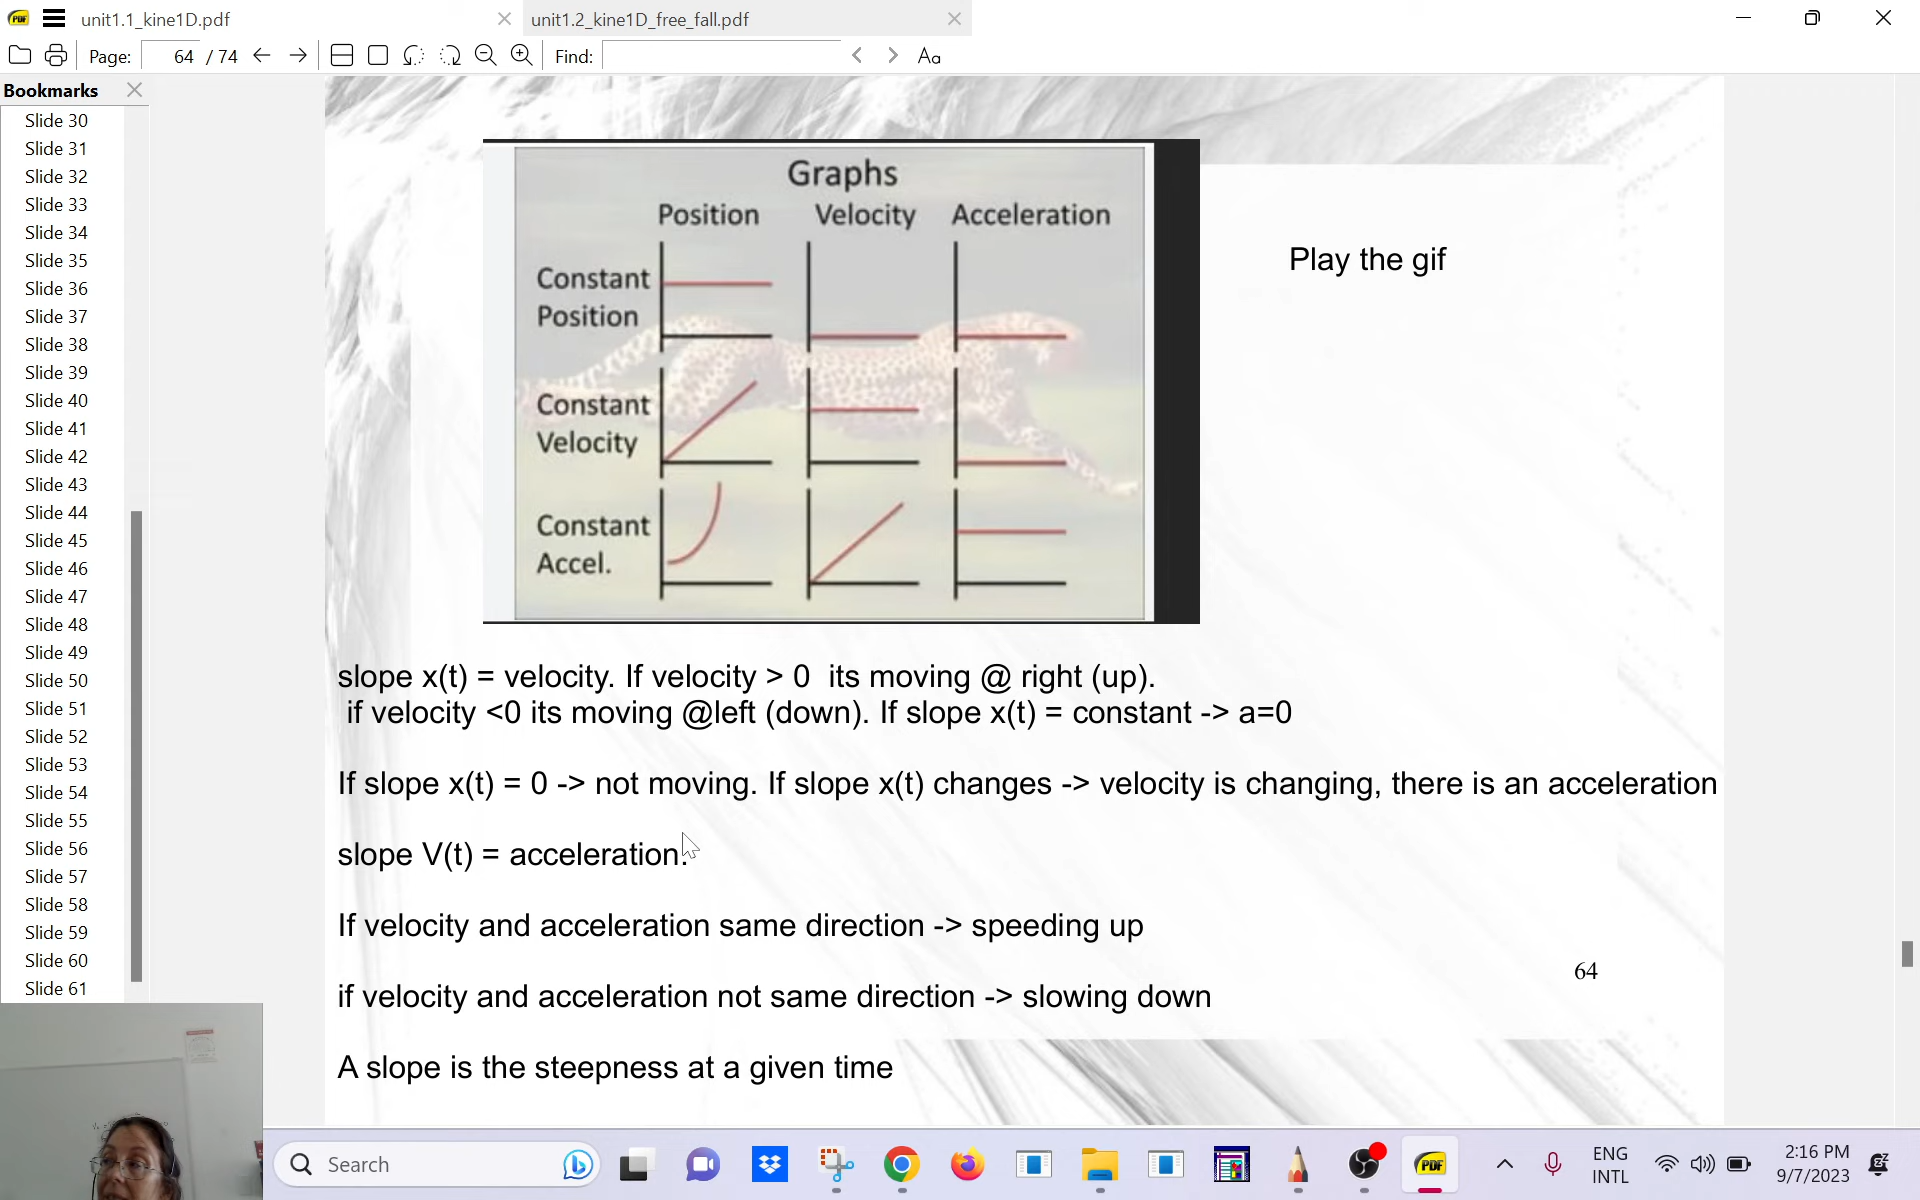 unit1.1_kine1D.pdf
unit1.2_kine1D_free_fall.pdf
Page: 64 / 74
Find:
Aa
Bookmarks
Slide 30
Slide 31
Slide 32
Slide 33
Slide 34
Slide 35
Slide 36
Slide 37
Slide 38
Slide 39
Slide 40
Slide 41
Slide 42
Slide 43
Slide 44
Slide 45
Slide 46
Slide 47
Slide 48
Slide 49
Slide 50
Slide 51
Slide 52
Slide 53
Slide 54
Slide 55
Slide 56
Slide 57
Slide 58
Slide 59
Slide 60
Slide 61
Graphs
Position Velocity Acceleration
Constant
Position
Constant
Velocity
Constant
Accel.
Play the gif
slope x(t) = velocity. If velocity > 0 its moving @ right (up).
if velocity <0 its moving @left (down). If slope x(t) = constant -> a=0
If slope x(t) = 0 -> not moving. If slope x(t) changes -> velocity is changing, there is an acceleration
slope V(t) = acceleration.
If velocity and acceleration same direction -> speeding up
if velocity and acceleration not same direction -> slowing down
A slope is the steepness at a given time
64
Search
PDF
ENG
INTL
2:16 PM
9/7/2023